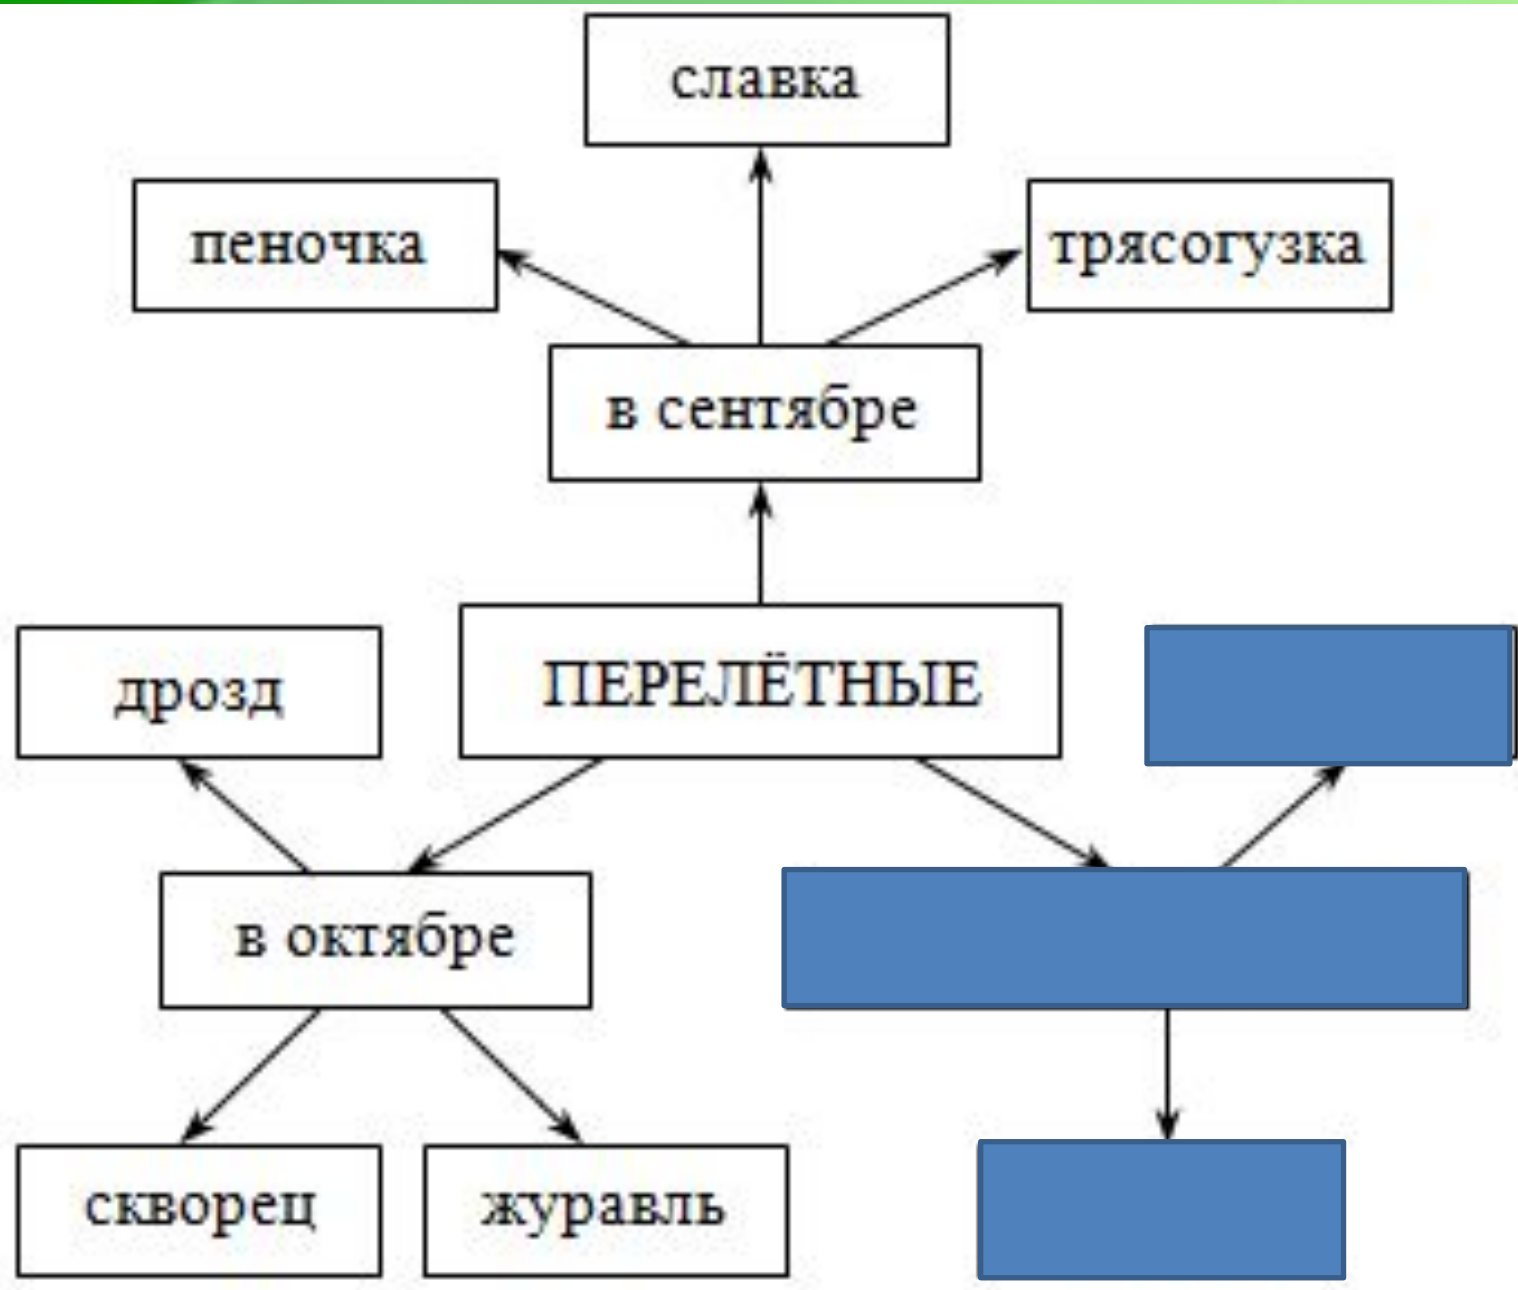 славка
пеночка
трясогузка
в сентябре
ПЕРЕЛЁТНЫЕ
дрозд
в октябре
скворец
журавль